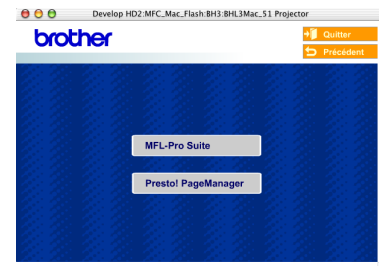 Develop HD2:MFC_Mac_Flash:BH3:BHL3Mac_51 Projector
brother
Quitter
Précédent
MFL-Pro Suite
Presto! PageManager